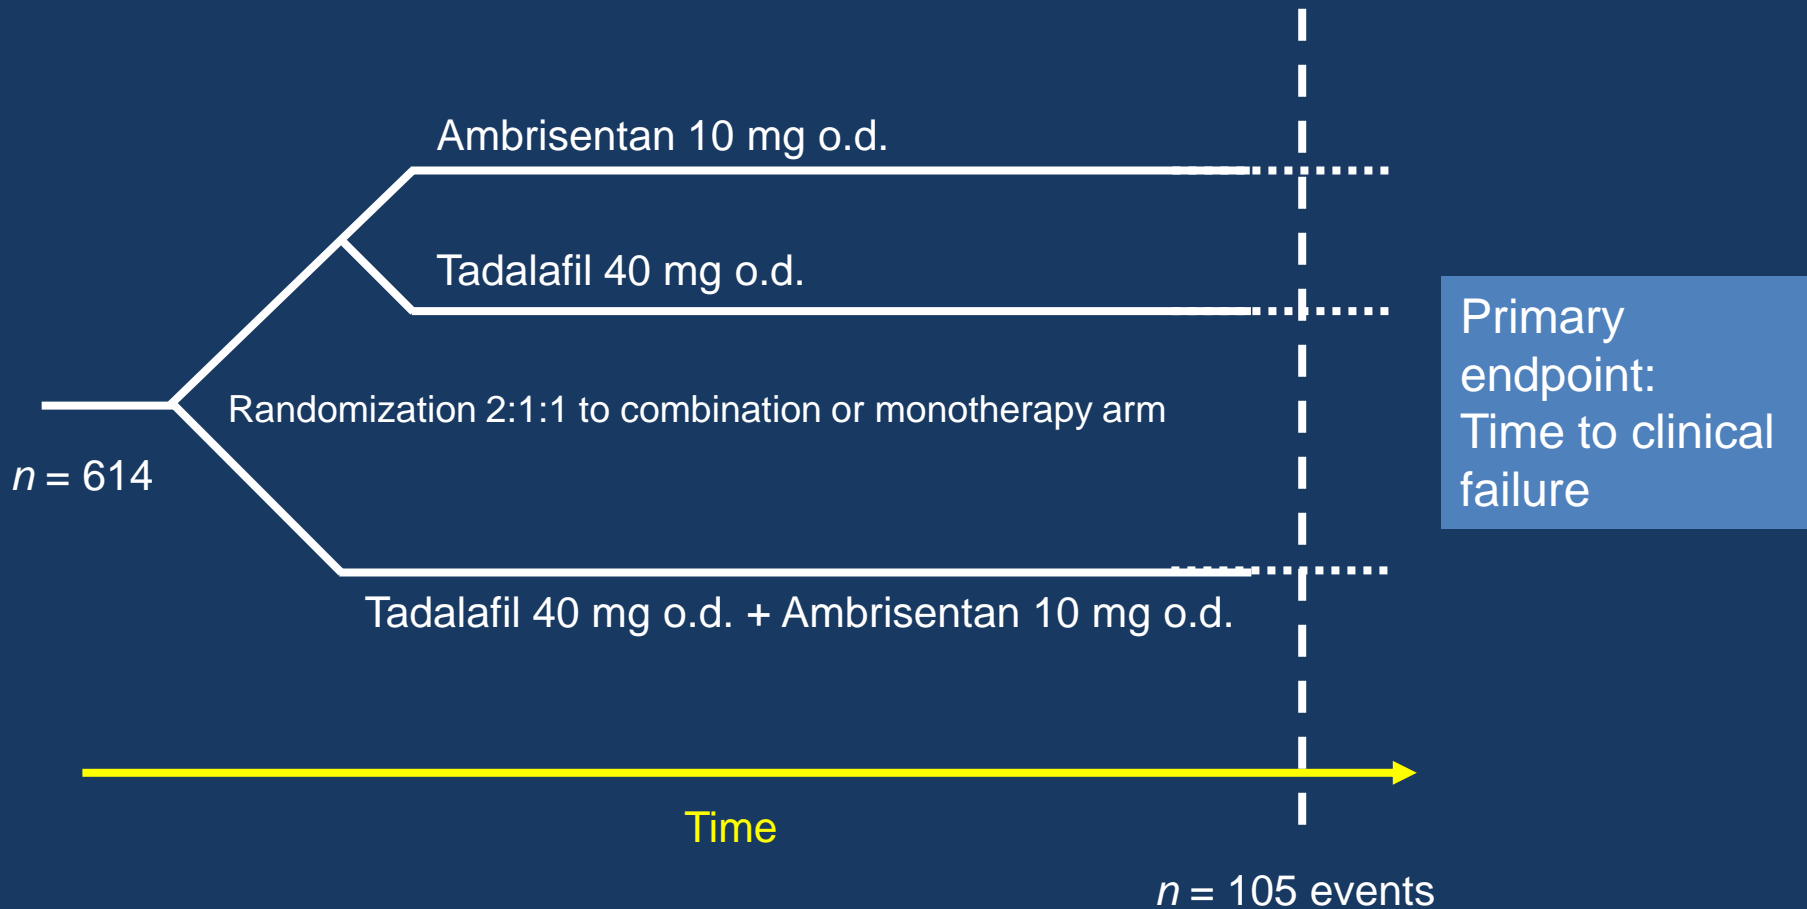 Ambrisentan 10 mg o.d.
Tadalafil 40 mg o.d.
Randomization 2:1:1 to combination or monotherapy arm
n = 614
Tadalafil 40 mg o.d. + Ambrisentan 10 mg o.d.
Primary
endpoint:
Time to clinical
failure
Time
n = 105 events